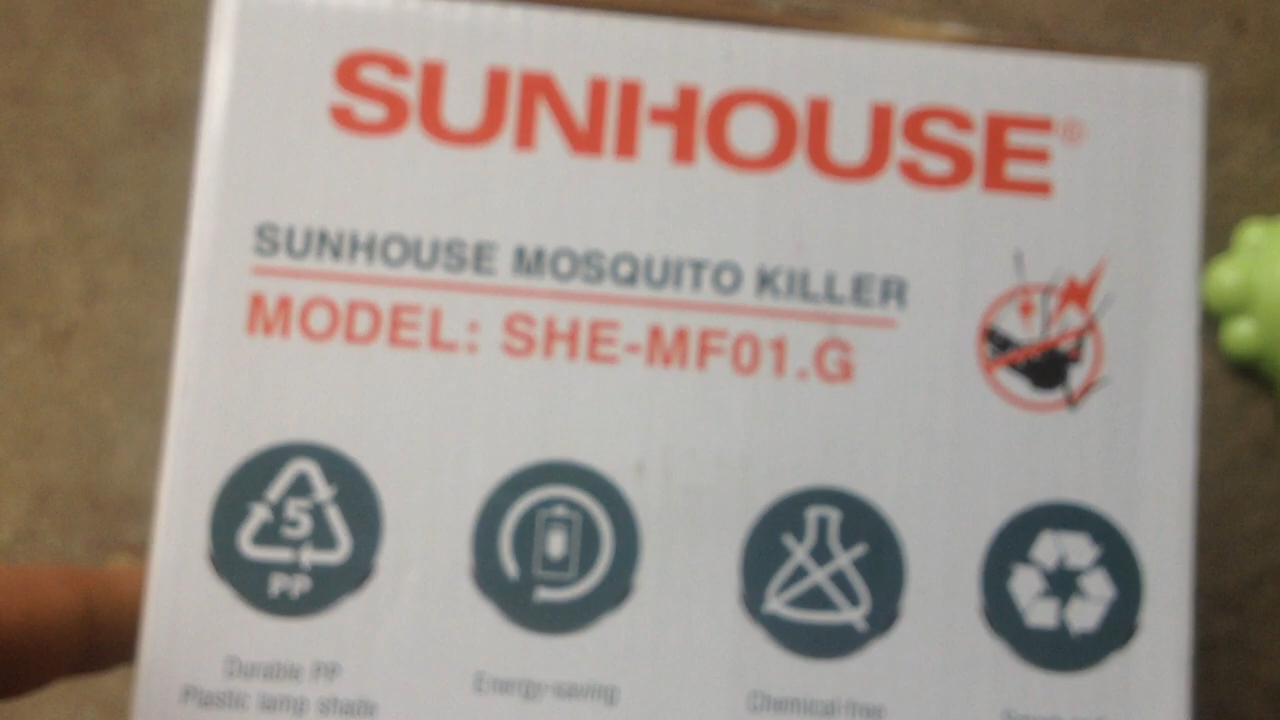 SUNHOUSE®
SUNHOUSE MOSQUITO KILLER
MODEL: SHE-MF01.G
5
PP
Durable PP
Plastic lamp shade
Energy-saving
Chemical-free